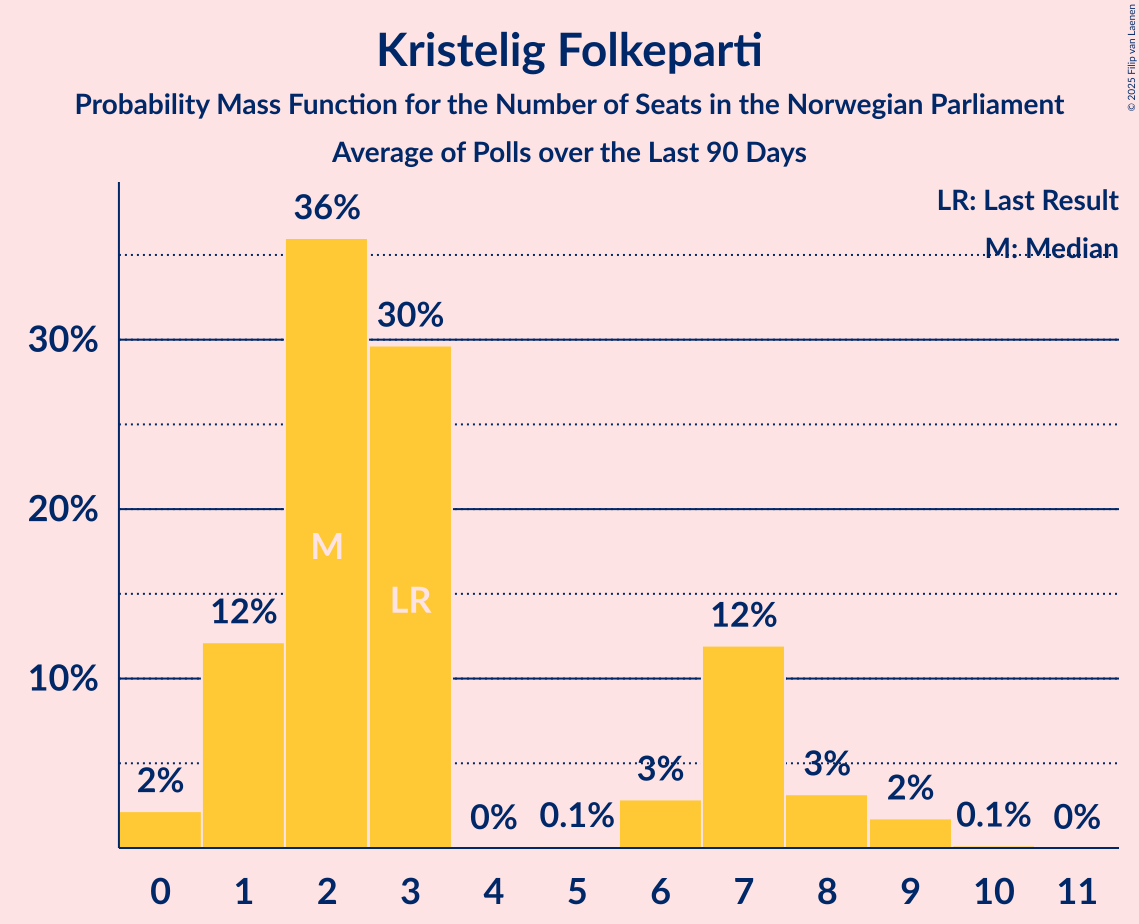 © 2025 Filip van Laenen
Kristelig Folkeparti
Probability Mass Function for the Number of Seats in the Norwegian Parliament
Average of Polls over the Last 90 Days
LR: Last Result
M: Median
36%
30%
30%
20%
M
LR
12%
12%
10%
2%
3%
3%
2%
0%
0.1%
0.1%
0%
0 1 2 3 4 5 6 7 8 9 10 11